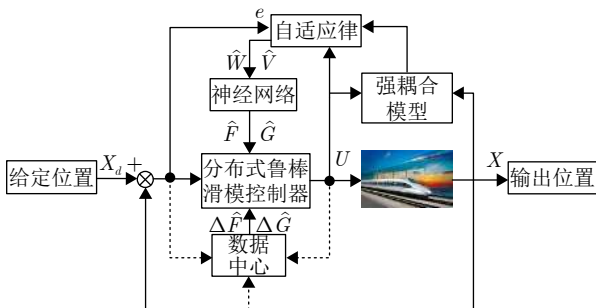 e
自适应律
Ŵ V̂
强耦合
模型
神经网络
F̂ Ĝ
给定位置
X_d +
分布式鲁棒
滑模控制器
U
X
输出位置
ΔF̂ ΔĜ
数据
中心